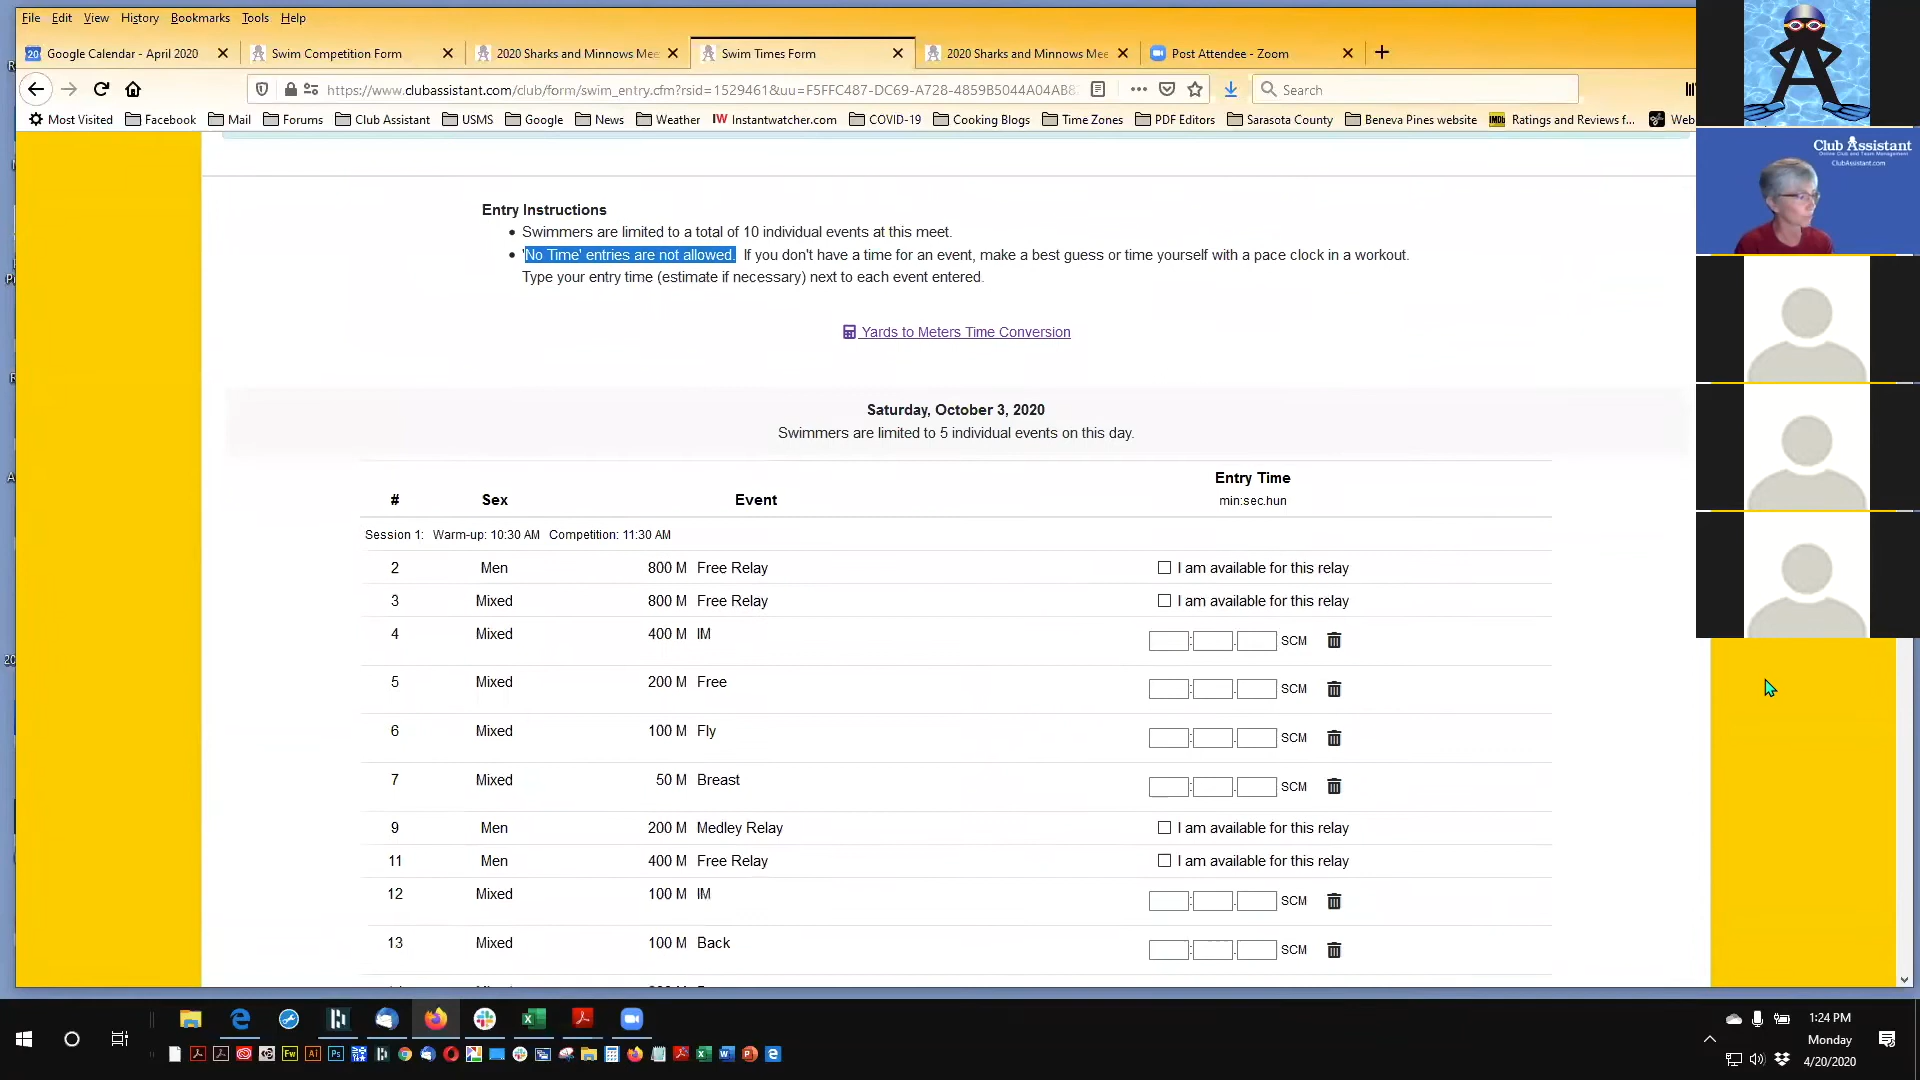 File Edit View History Bookmarks Tools Help
Google Calendar - April 2020
Swim Competition Form
2020 Sharks and Minnows Mee
Swim Times Form
2020 Sharks and Minnows Mee
Post Attendee - Zoom
https://www.clubassistant.com/club/form/swim_entry.cfm?rsid=1529461&uu=F5FFC487-DC69-A728-4859B5044A04AB8
Search
Most Visited Facebook Mail Forums Club Assistant USMS Google News Weather Instantwatcher.com COVID-19 Cooking Blogs Time Zones PDF Editors Sarasota County Beneva Pines website Ratings and Reviews f... Web
Club Assistant
Online Club and Team Management
ClubAssistant.com
Entry Instructions
• Swimmers are limited to a total of 10 individual events at this meet.
• 'No Time' entries are not allowed. If you don't have a time for an event, make a best guess or time yourself with a pace clock in a workout.
Type your entry time (estimate if necessary) next to each event entered.
Yards to Meters Time Conversion
Saturday, October 3, 2020
Swimmers are limited to 5 individual events on this day.
# Sex Event Entry Time
min:sec.hun
Session 1: Warm-up: 10:30 AM Competition: 11:30 AM
2 Men 800 M Free Relay I am available for this relay
3 Mixed 800 M Free Relay I am available for this relay
4 Mixed 400 M IM : . SCM
5 Mixed 200 M Free : . SCM
6 Mixed 100 M Fly : . SCM
7 Mixed 50 M Breast : . SCM
9 Men 200 M Medley Relay I am available for this relay
11 Men 400 M Free Relay I am available for this relay
12 Mixed 100 M IM : . SCM
13 Mixed 100 M Back : . SCM
1:24 PM
Monday
4/20/2020